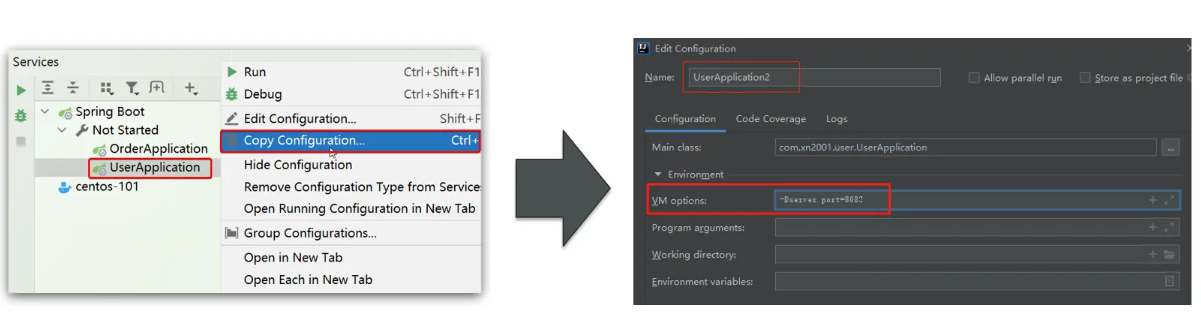 Services
Run Ctrl+Shift+F1
Debug Ctrl+Shift+F1
Spring Boot
Edit Configuration... Shift+F
Not Started
Copy Configuration... Ctrl+
OrderApplication
Hide Configuration
UserApplication
Remove Configuration Type from Service
centos-101
Open Running Configuration in New Tab
Group Configurations...
Open in New Tab
Open Each in New Tab
IJ
Edit Configuration
Name: UserApplication2
Allow parallel run
Store as project file
Configuration Code Coverage Logs
Main class: com.xn2001.user.UserApplication ...
Environment
VM options: -Dserver.port=8082
Program arguments:
Working directory:
Environment variables: